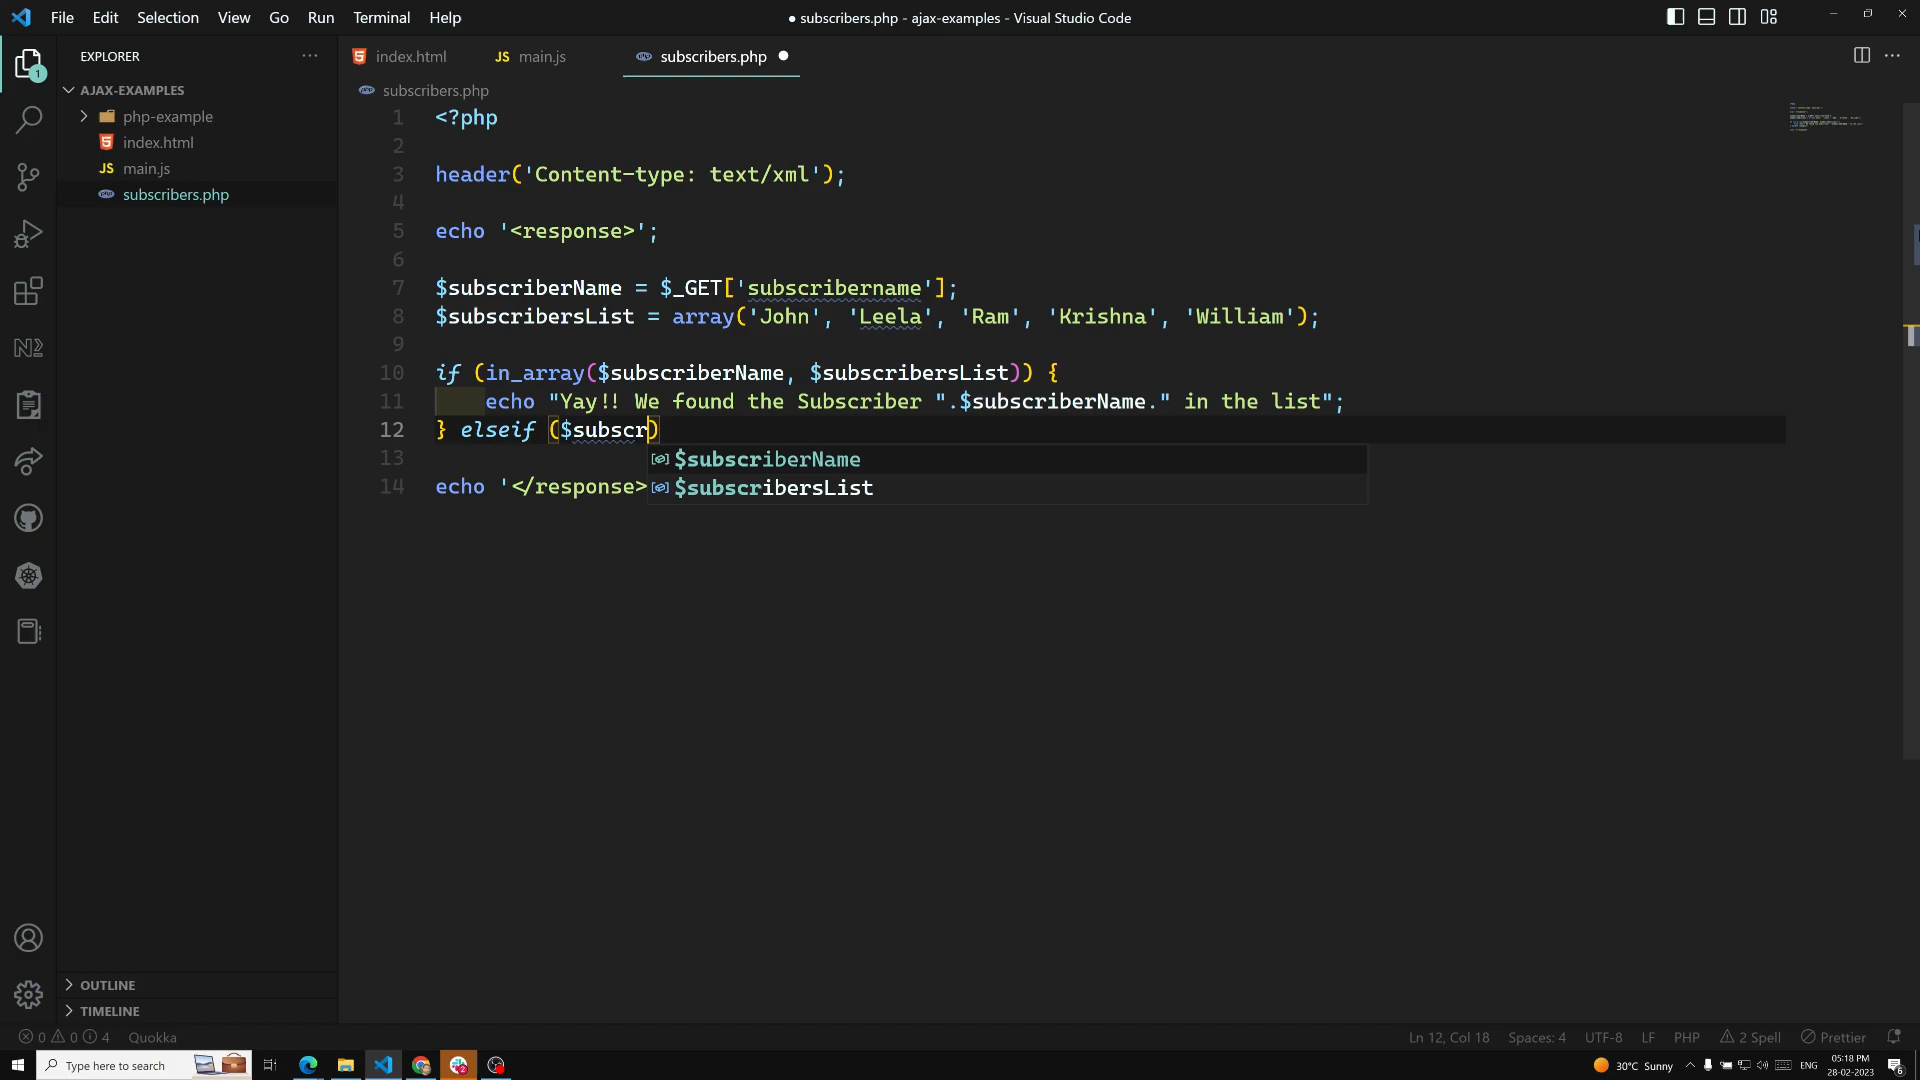 File Edit Selection View Go Run Terminal Help
● subscribers.php - ajax-examples - Visual Studio Code
EXPLORER
AJAX-EXAMPLES
php-example
index.html
main.js
subscribers.php
OUTLINE
TIMELINE
1
index.html
JS main.js
subscribers.php
subscribers.php
1 <?php
2
3 header('Content-type: text/xml');
4
5 echo '<response>';
6
7 $subscriberName = $_GET['subscribername'];
8 $subscribersList = array('John', 'Leela', 'Ram', 'Krishna', 'William');
9
10 if (in_array($subscriberName, $subscribersList)) {
11 echo "Yay!! We found the Subscriber ".$subscriberName." in the list";
12 } elseif ($subscr)
13
14 echo '</response>
$subscriberName
$subscribersList
0 0 4 Quokka
Ln 12, Col 18 Spaces: 4 UTF-8 LF PHP 2 Spell Prettier
Type here to search
30°C Sunny
ENG
05:18 PM
28-02-2023
6